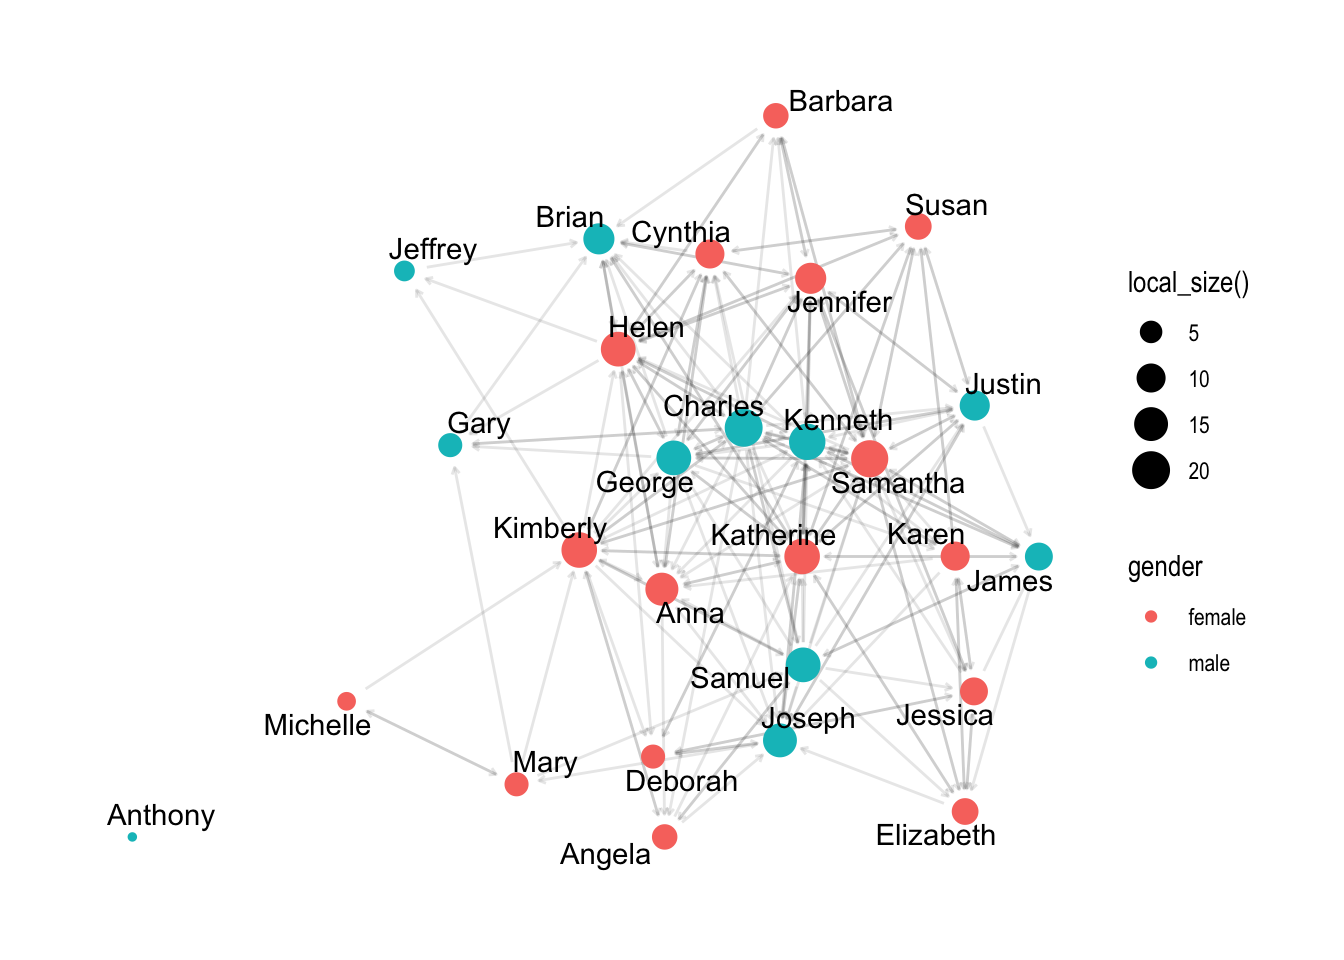 Barbara
Susan
Brian
Cynthia
Jeffrey
Jennifer
Helen
Justin
Charles
Kenneth
Gary
George
Samantha
Kimberly
Katherine
Karen
James
Anna
Samuel
Joseph
Jessica
Michelle
Mary
Deborah
Anthony
Elizabeth
Angela
local_size()
5
10
15
20
gender
female
male